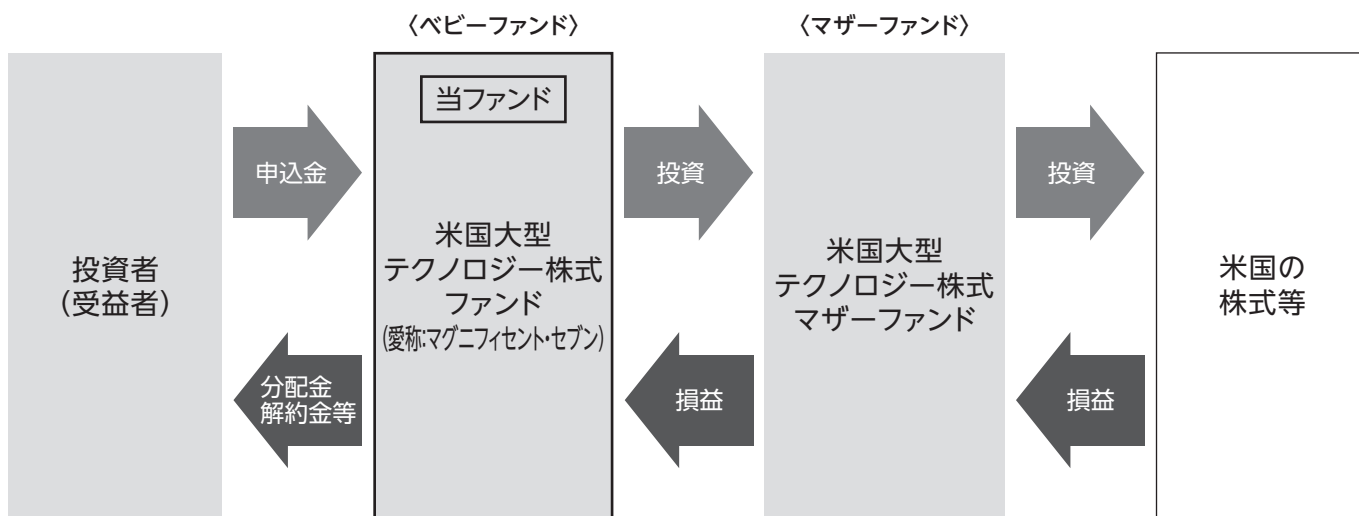 〈ベビーファンド〉
〈マザーファンド〉
投資者
(受益者)
申込金
分配金
解約金等
当ファンド
米国大型
テクノロジー株式
ファンド
(愛称:マグニフィセント・セブン)
投資
損益
米国大型
テクノロジー株式
マザーファンド
投資
損益
米国の
株式等